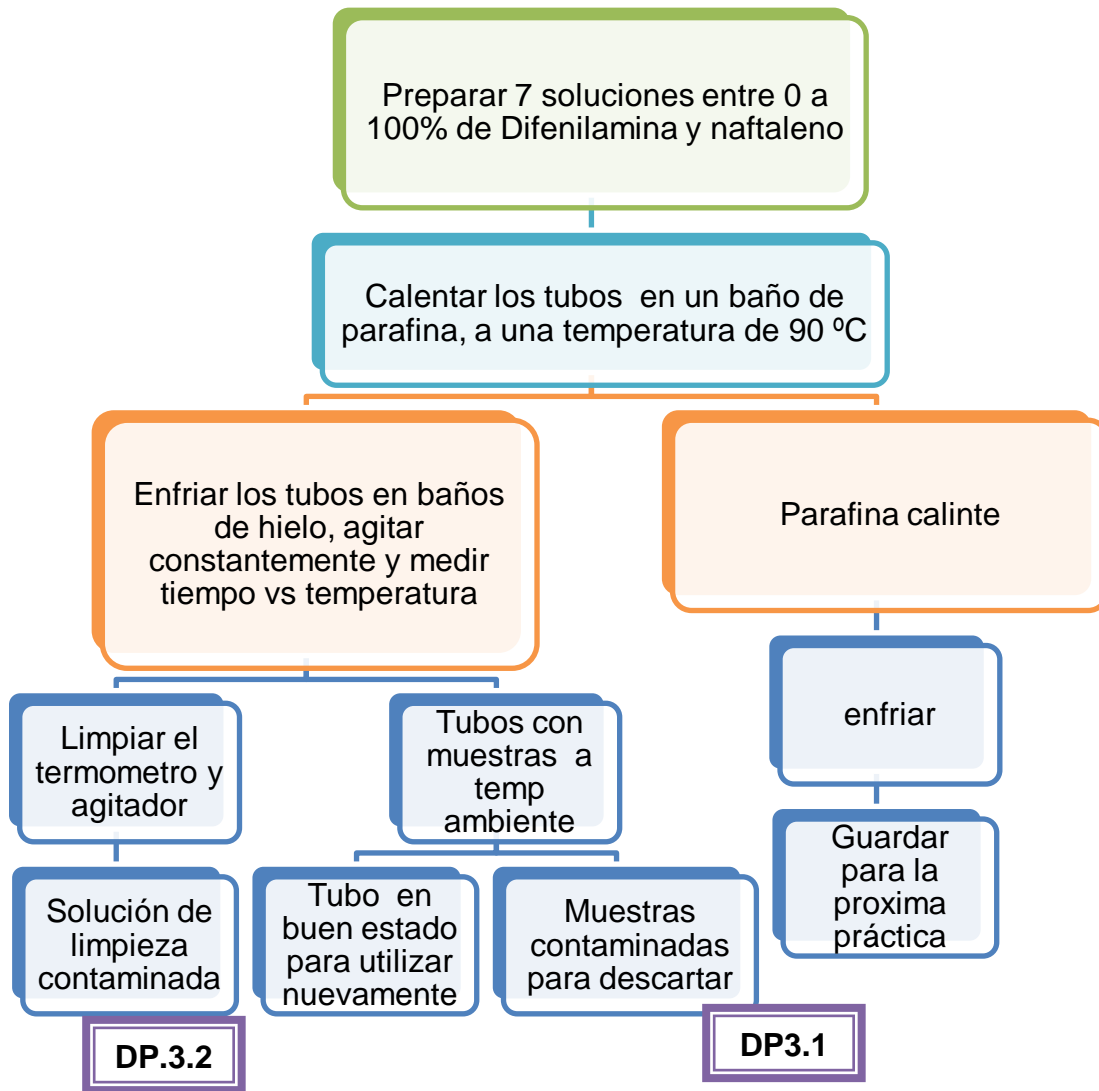 Preparar 7 soluciones entre 0 a
100% de Difenilamina y naftaleno
Calentar los tubos en un baño de
parafina, a una temperatura de 90 ºC
Enfriar los tubos en baños
de hielo, agitar
constantemente y medir
tiempo vs temperatura
Parafina calinte
Limpiar el
termometro y
agitador
Tubos con
muestras a
temp
ambiente
enfriar
Solución de
limpieza
contaminada
Tubo en
buen estado
para utilizar
nuevamente
Muestras
contaminadas
para descartar
Guardar
para la
proxima
práctica
DP.3.2
DP3.1